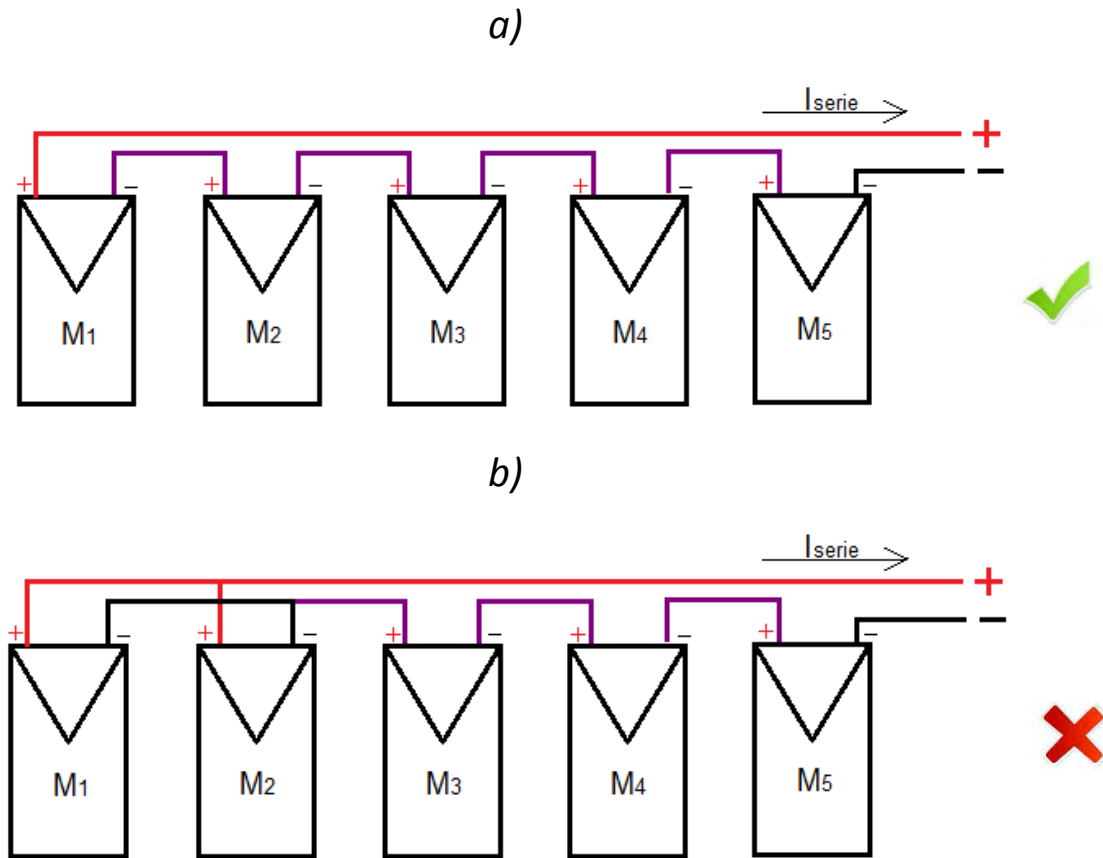 a)
Iserie
+
+ − + − + − + − + − −
M1 M2 M3 M4 M5
b)
Iserie
+
+ − + − + − + − + − −
M1 M2 M3 M4 M5